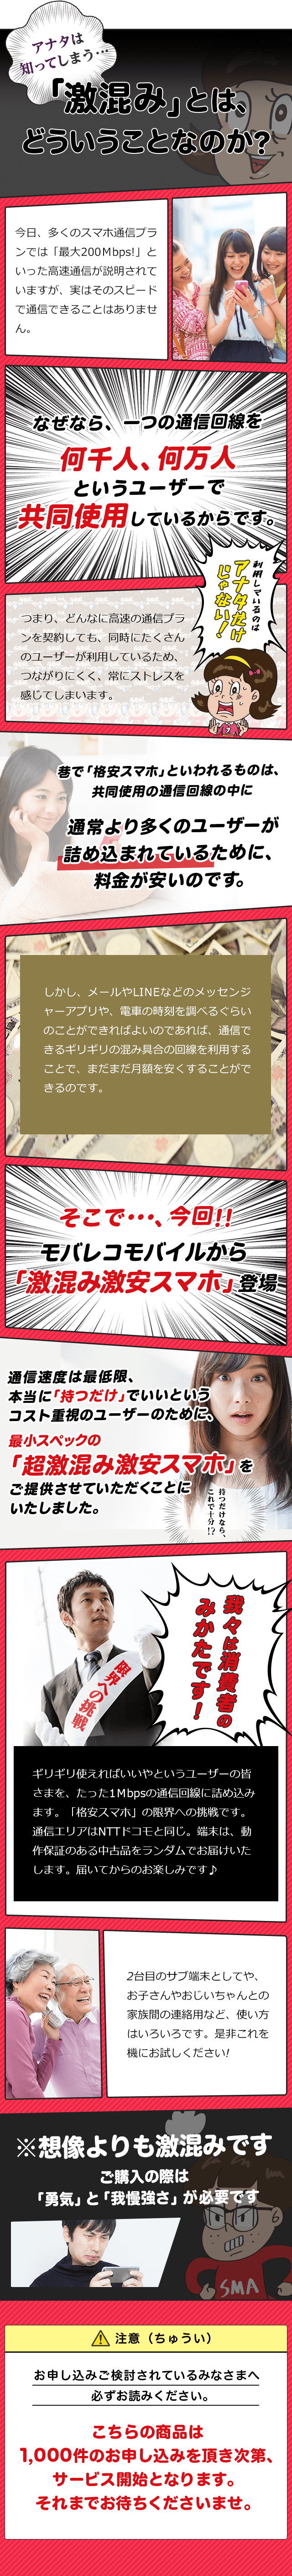 アナタは
知ってしまう…
「激混み」とは、
どういうことなのか?
今日、多くのスマホ通信プラ
ンでは「最大200Mbps!」と
いった高速通信が説明されて
いますが、実はそのスピード
で通信できることはありませ
ん。
なぜなら、一つの通信回線を
何千人、何万人
というユーザーで
共同使用しているからです。
利用しているのは
アナタだけ
じゃない!
つまり、どんなに高速の通信プラ
ンを契約しても、同時にたくさん
のユーザーが利用しているため、
つながりにくく、常にストレスを
感じてしまいます。
巷で「格安スマホ」といわれるものは、
共同使用の通信回線の中に
通常より多くのユーザーが
詰め込まれているために、
料金が安いのです。
しかし、メールやLINEなどのメッセンジ
ャーアプリや、電車の時刻を調べるぐらい
のことができればよいのであれば、通信で
きるギリギリの混み具合の回線を利用する
ことで、まだまだ月額を安くすることがで
きるのです。
そこで・・・、今回!!
モバレコモバイルから
「激混み激安スマホ」登場
通信速度は最低限、
本当に「持つだけ」でいいという
コスト重視のユーザーのために、
最小スペックの
「超激混み激安スマホ」を
ご提供させていただくことに
いたしました。
持つだけなら、
これで十分!?
我々は消費者の
みかたです!
限界への挑戦
ギリギリ使えればいいやというユーザーの皆
さまを、たった1Mbpsの通信回線に詰め込み
ます。「格安スマホ」の限界への挑戦です。
通信エリアはNTTドコモと同じ。端末は、動
作保証のある中古品をランダムでお届けいた
します。届いてからのお楽しみです♪
2台目のサブ端末としてや、
お子さんやおじいちゃんとの
家族間の連絡用など、使い方
はいろいろです。是非これを
機にお試しください!
※想像よりも激混みです
ご購入の際は
「勇気」と「我慢強さ」が必要です
SMA
注意(ちゅうい)
お申し込みご検討されているみなさまへ
必ずお読みください。
こちらの商品は
1,000件のお申し込みを頂き次第、
サービス開始となります。
それまでお待ちくださいませ。